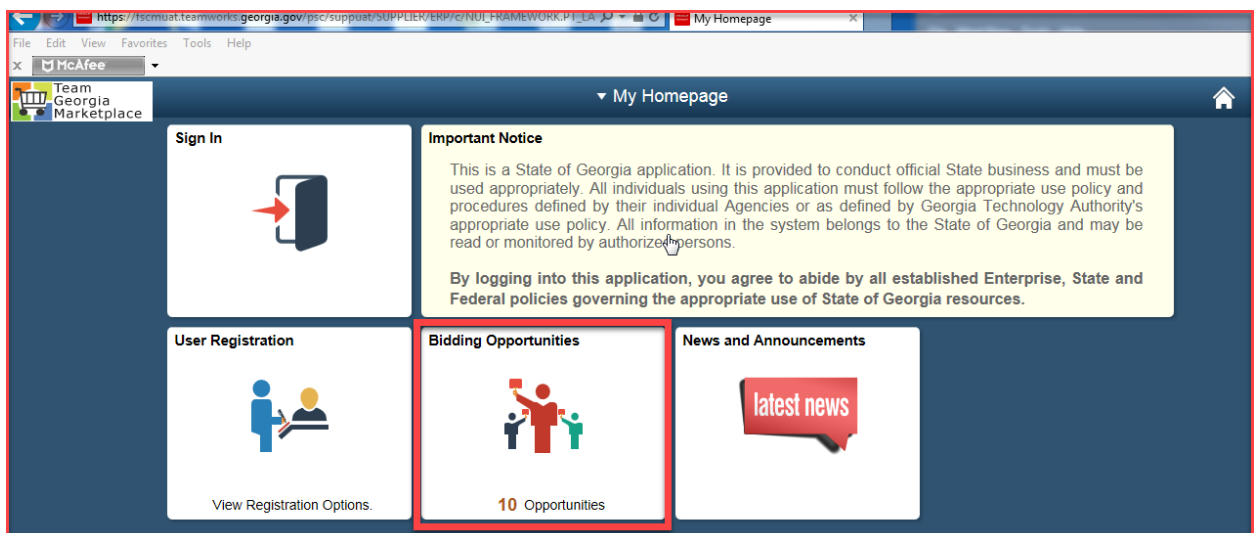 https://fscmuat.teamworks.georgia.gov/psc/suppuat/SUPPLIER/ERP/c/NUI_FRAMEWORK.PT_LA
My Homepage
File Edit View Favorites Tools Help
x McAfee
Team
Georgia
Marketplace
My Homepage
Sign In
Important Notice
This is a State of Georgia application. It is provided to conduct official State business and must be
used appropriately. All individuals using this application must follow the appropriate use policy and
procedures defined by their individual Agencies or as defined by Georgia Technology Authority's
appropriate use policy. All information in the system belongs to the State of Georgia and may be
read or monitored by authorized persons.
By logging into this application, you agree to abide by all established Enterprise, State and
Federal policies governing the appropriate use of State of Georgia resources.
User Registration
Bidding Opportunities
News and Announcements
latest news
View Registration Options.
10 Opportunities